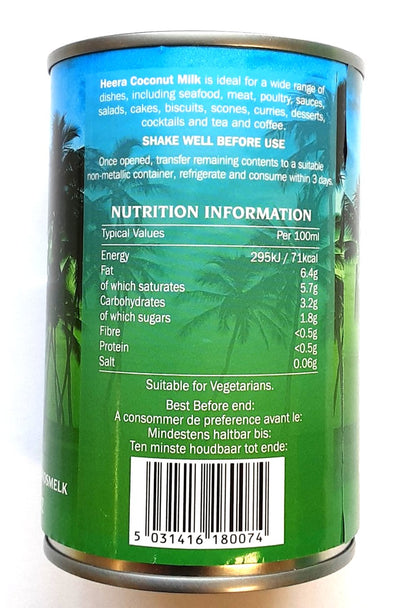 Heera Coconut Milk is ideal for a wide range of
dishes, including seafood, meat, poultry, sauces,
salads, cakes, biscuits, scones, curries, desserts,
cocktails and tea and coffee.
SHAKE WELL BEFORE USE
Once opened, transfer remaining contents to a suitable
non-metallic container, refrigerate and consume within 3 days.
NUTRITION INFORMATION
Typical Values Per 100ml
Energy 295kJ / 71kcal
Fat 6.4g
of which saturates 5.7g
Carbohydrates 3.2g
of which sugars 1.8g
Fibre <0.5g
Protein <0.5g
Salt 0.06g
Suitable for Vegetarians.
Best Before end:
À consommer de preference avant le:
Mindestens haltbar bis:
Ten minste houdbaar tot ende:
5 031416 180074